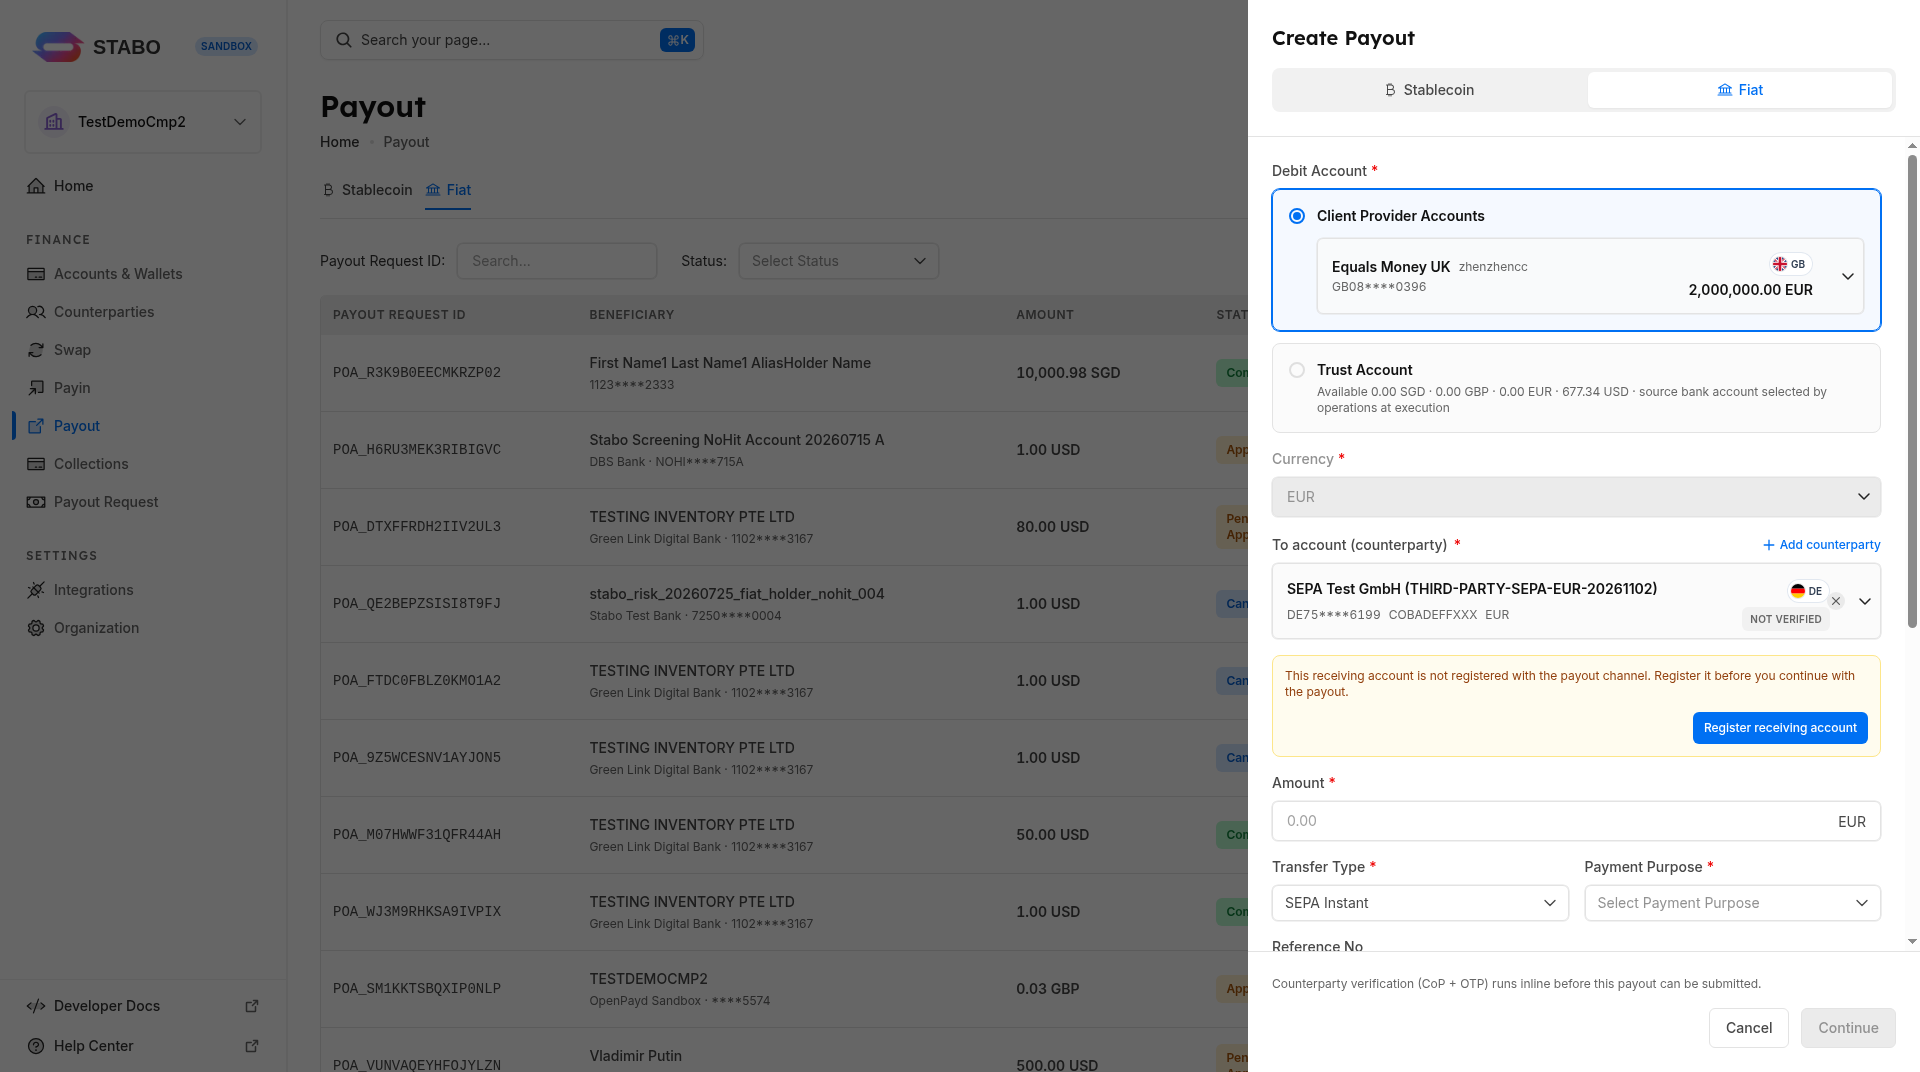 STABO
SANDBOX
TestDemoCmp2
Home
FINANCE
Accounts & Wallets
Counterparties
Swap
Payin
Payout
Collections
Payout Request
SETTINGS
Integrations
Organization
Developer Docs
Help Center
Search your page...
⌘K
Payout
Home • Payout
Stablecoin
Fiat
Payout Request ID:
Search...
Status:
Select Status
PAYOUT REQUEST ID BENEFICIARY AMOUNT STAT
POA_R3K9B0EECMKRZP02
First Name1 Last Name1 AliasHolder Name
1123****2333
10,000.98 SGD
Con
POA_H6RU3MEK3RIBIGVC
Stabo Screening NoHit Account 20260715 A
DBS Bank · NOHI****715A
1.00 USD
App
POA_DTXFFRDH2IIV2UL3
TESTING INVENTORY PTE LTD
Green Link Digital Bank · 1102****3167
80.00 USD
Pen
App
POA_QE2BEPZSISI8T9FJ
stabo_risk_20260725_fiat_holder_nohit_004
Stabo Test Bank · 7250****0004
1.00 USD
Can
POA_FTDC0FBLZ0KMO1A2
TESTING INVENTORY PTE LTD
Green Link Digital Bank · 1102****3167
1.00 USD
Can
POA_9Z5WCESNV1AYJON5
TESTING INVENTORY PTE LTD
Green Link Digital Bank · 1102****3167
1.00 USD
Can
POA_M07HWWF31QFR44AH
TESTING INVENTORY PTE LTD
Green Link Digital Bank · 1102****3167
50.00 USD
Con
POA_WJ3M9RHKSA9IVPIX
TESTING INVENTORY PTE LTD
Green Link Digital Bank · 1102****3167
1.00 USD
Con
POA_SM1KKTSBQXIP0NLP
TESTDEMOCMP2
OpenPayd Sandbox · ****5574
0.03 GBP
App
POA_VUNVAQEYHFOJYLZN
Vladimir Putin
500.00 USD
Pen
Create Payout
Stablecoin
Fiat
Debit Account *
Client Provider Accounts
Equals Money UK zhenzhencc
GB08****0396
GB
2,000,000.00 EUR
Trust Account
Available 0.00 SGD · 0.00 GBP · 0.00 EUR · 677.34 USD · source bank account selected by
operations at execution
Currency *
EUR
To account (counterparty) *
+ Add counterparty
SEPA Test GmbH (THIRD-PARTY-SEPA-EUR-20261102)
DE75****6199 COBADEFFXXX EUR
DE
NOT VERIFIED
This receiving account is not registered with the payout channel. Register it before you continue with
the payout.
Register receiving account
Amount *
0.00
EUR
Transfer Type *
SEPA Instant
Payment Purpose *
Select Payment Purpose
Reference No
Counterparty verification (CoP + OTP) runs inline before this payout can be submitted.
Cancel
Continue